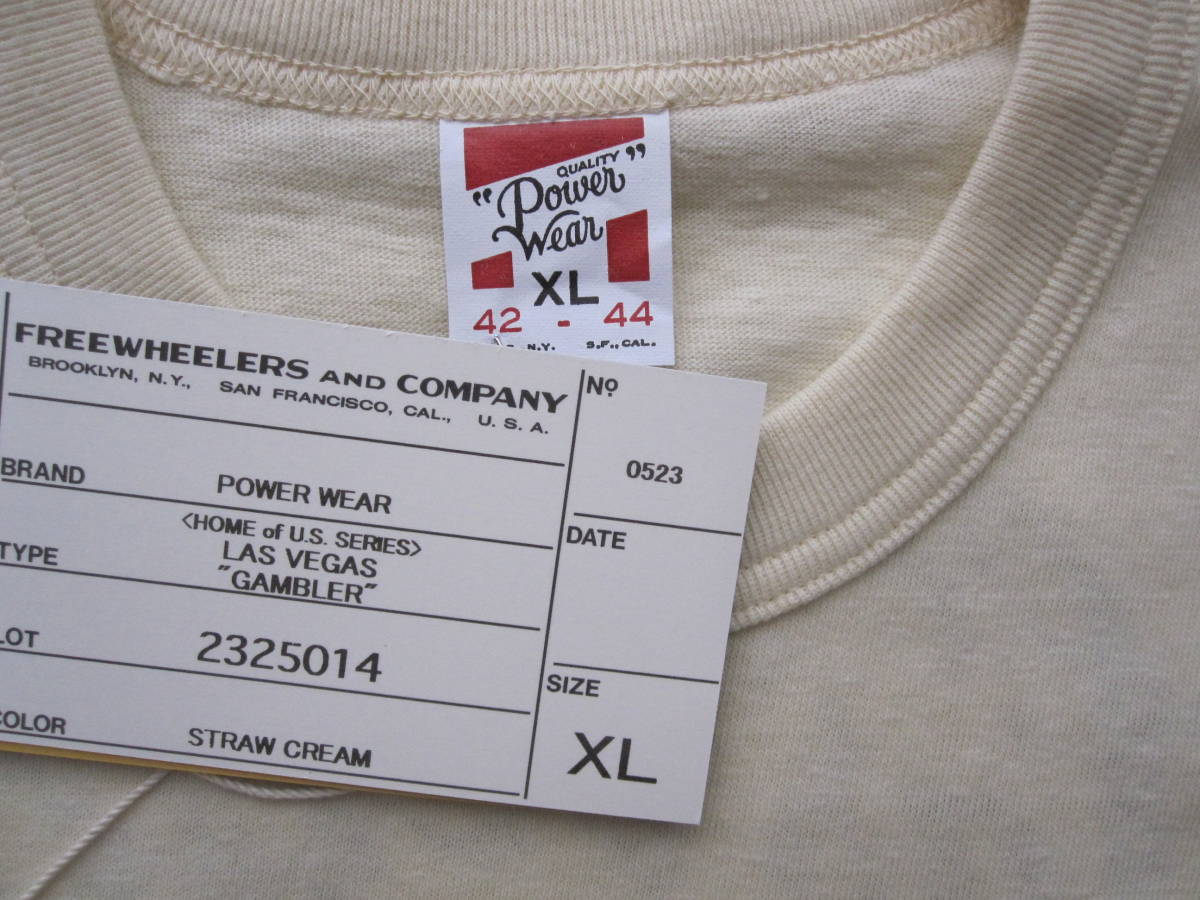 QUALITY
"Power
Wear"
XL
42 - 44
N.Y. S.F., CAL.
FREEWHEELERS AND COMPANY
BROOKLYN, N.Y., SAN FRANCISCO, CAL., U. S. A.
BRAND POWER WEAR
<HOME of U.S. SERIES>
TYPE LAS VEGAS
"GAMBLER"
LOT 2325014
COLOR STRAW CREAM
No
0523
DATE
SIZE
XL